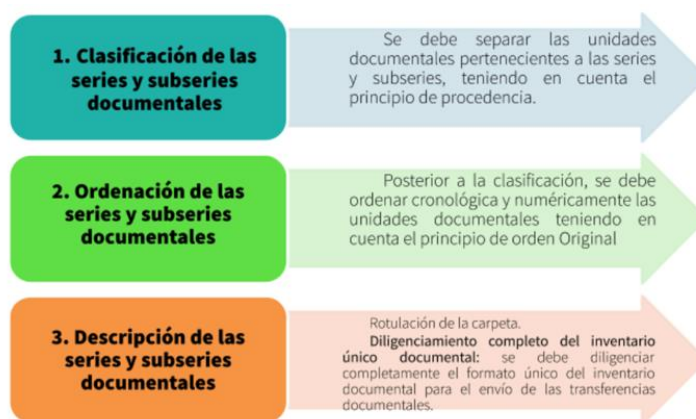 1. Clasificación de las
series y subseries
documentales
Se debe separar las unidades
documentales pertenecientes a las series
y subseries, teniendo en cuenta el
principio de procedencia.
2. Ordenación de las
series y subseries
documentales
Posterior a la clasificación, se debe
ordenar cronológica y numéricamente las
unidades documentales teniendo en
cuenta el principio de orden Original
3. Descripción de las
series y subseries
documentales
Rotulación de la carpeta.
Diligenciamiento completo del inventario
único documental: se debe diligenciar
completamente el formato único del inventario
documental para el envío de las transferencias
documentales.